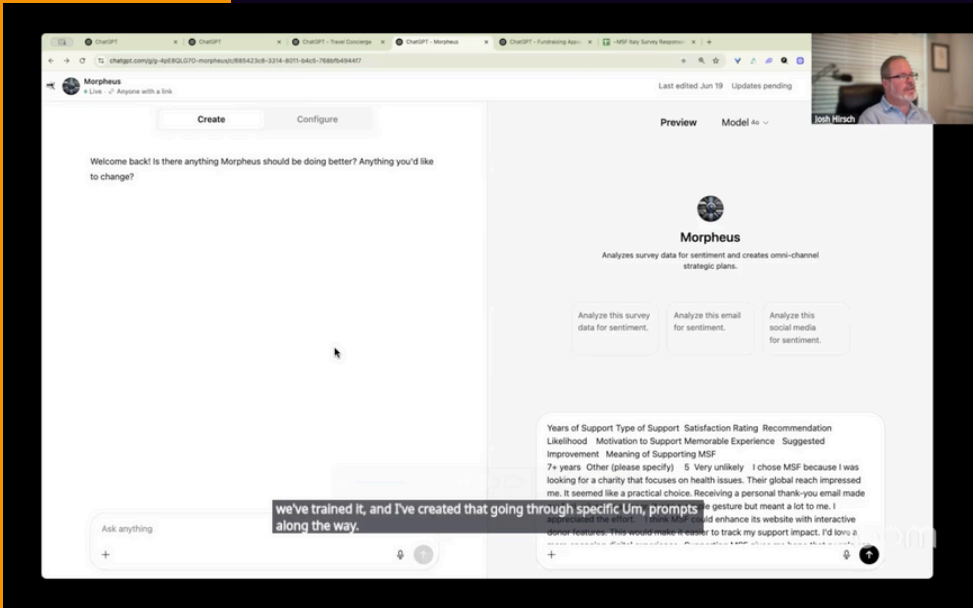 ChatGPT
ChatGPT
ChatGPT - Travel Concierge
ChatGPT - Morpheus
ChatGPT - Fundraising
MSF Italy Survey
Morpheus
Live · Anyone with a link
Last edited Jun 19 Updates pending
Josh Hirsch
Create Configure
Preview Model 4o
Welcome back! Is there anything Morpheus should be doing better? Anything you'd like
to change?
Morpheus
Analyzes survey data for sentiment and creates omni-channel
strategic plans.
Analyze this survey
data for sentiment.
Analyze this email
for sentiment.
Analyze this
social media
for sentiment.
Years of Support Type of Support Satisfaction Rating Recommendation
Likelihood Motivation to Support Memorable Experience Suggested
Improvement Meaning of Supporting MSF
7+ years Other (please specify) 5 Very unlikely I chose MSF because I was
looking for a charity that focuses on health issues. Their global reach impressed
me. It seemed like a practical choice. Receiving a personal thank-you email made
gesture but meant a lot to me. I
appreciated the effort. I think MSF could enhance its website with interactive
donor features. This would make it easier to track my support impact. I'd love a
we've trained it, and I've created that going through specific Um, prompts
along the way.
Ask anything